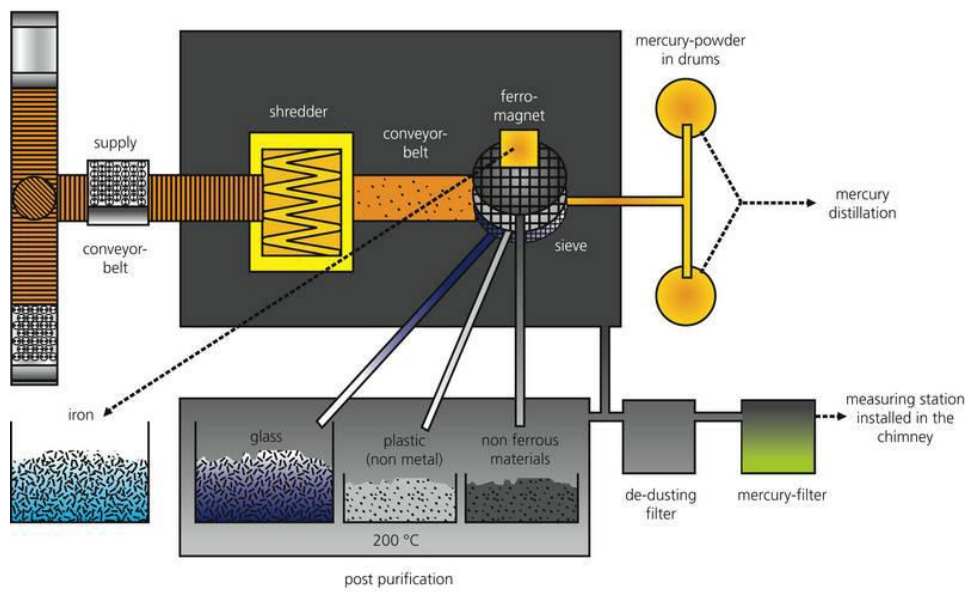 mercury-powder
in drums
ferro-
magnet
shredder
conveyor-
belt
supply
mercury
distillation
conveyor-
belt
sieve
iron
measuring station
installed in the
chimney
glass
plastic
(non metal)
non ferrous
materials
de-dusting
filter
mercury-filter
200 °C
post purification